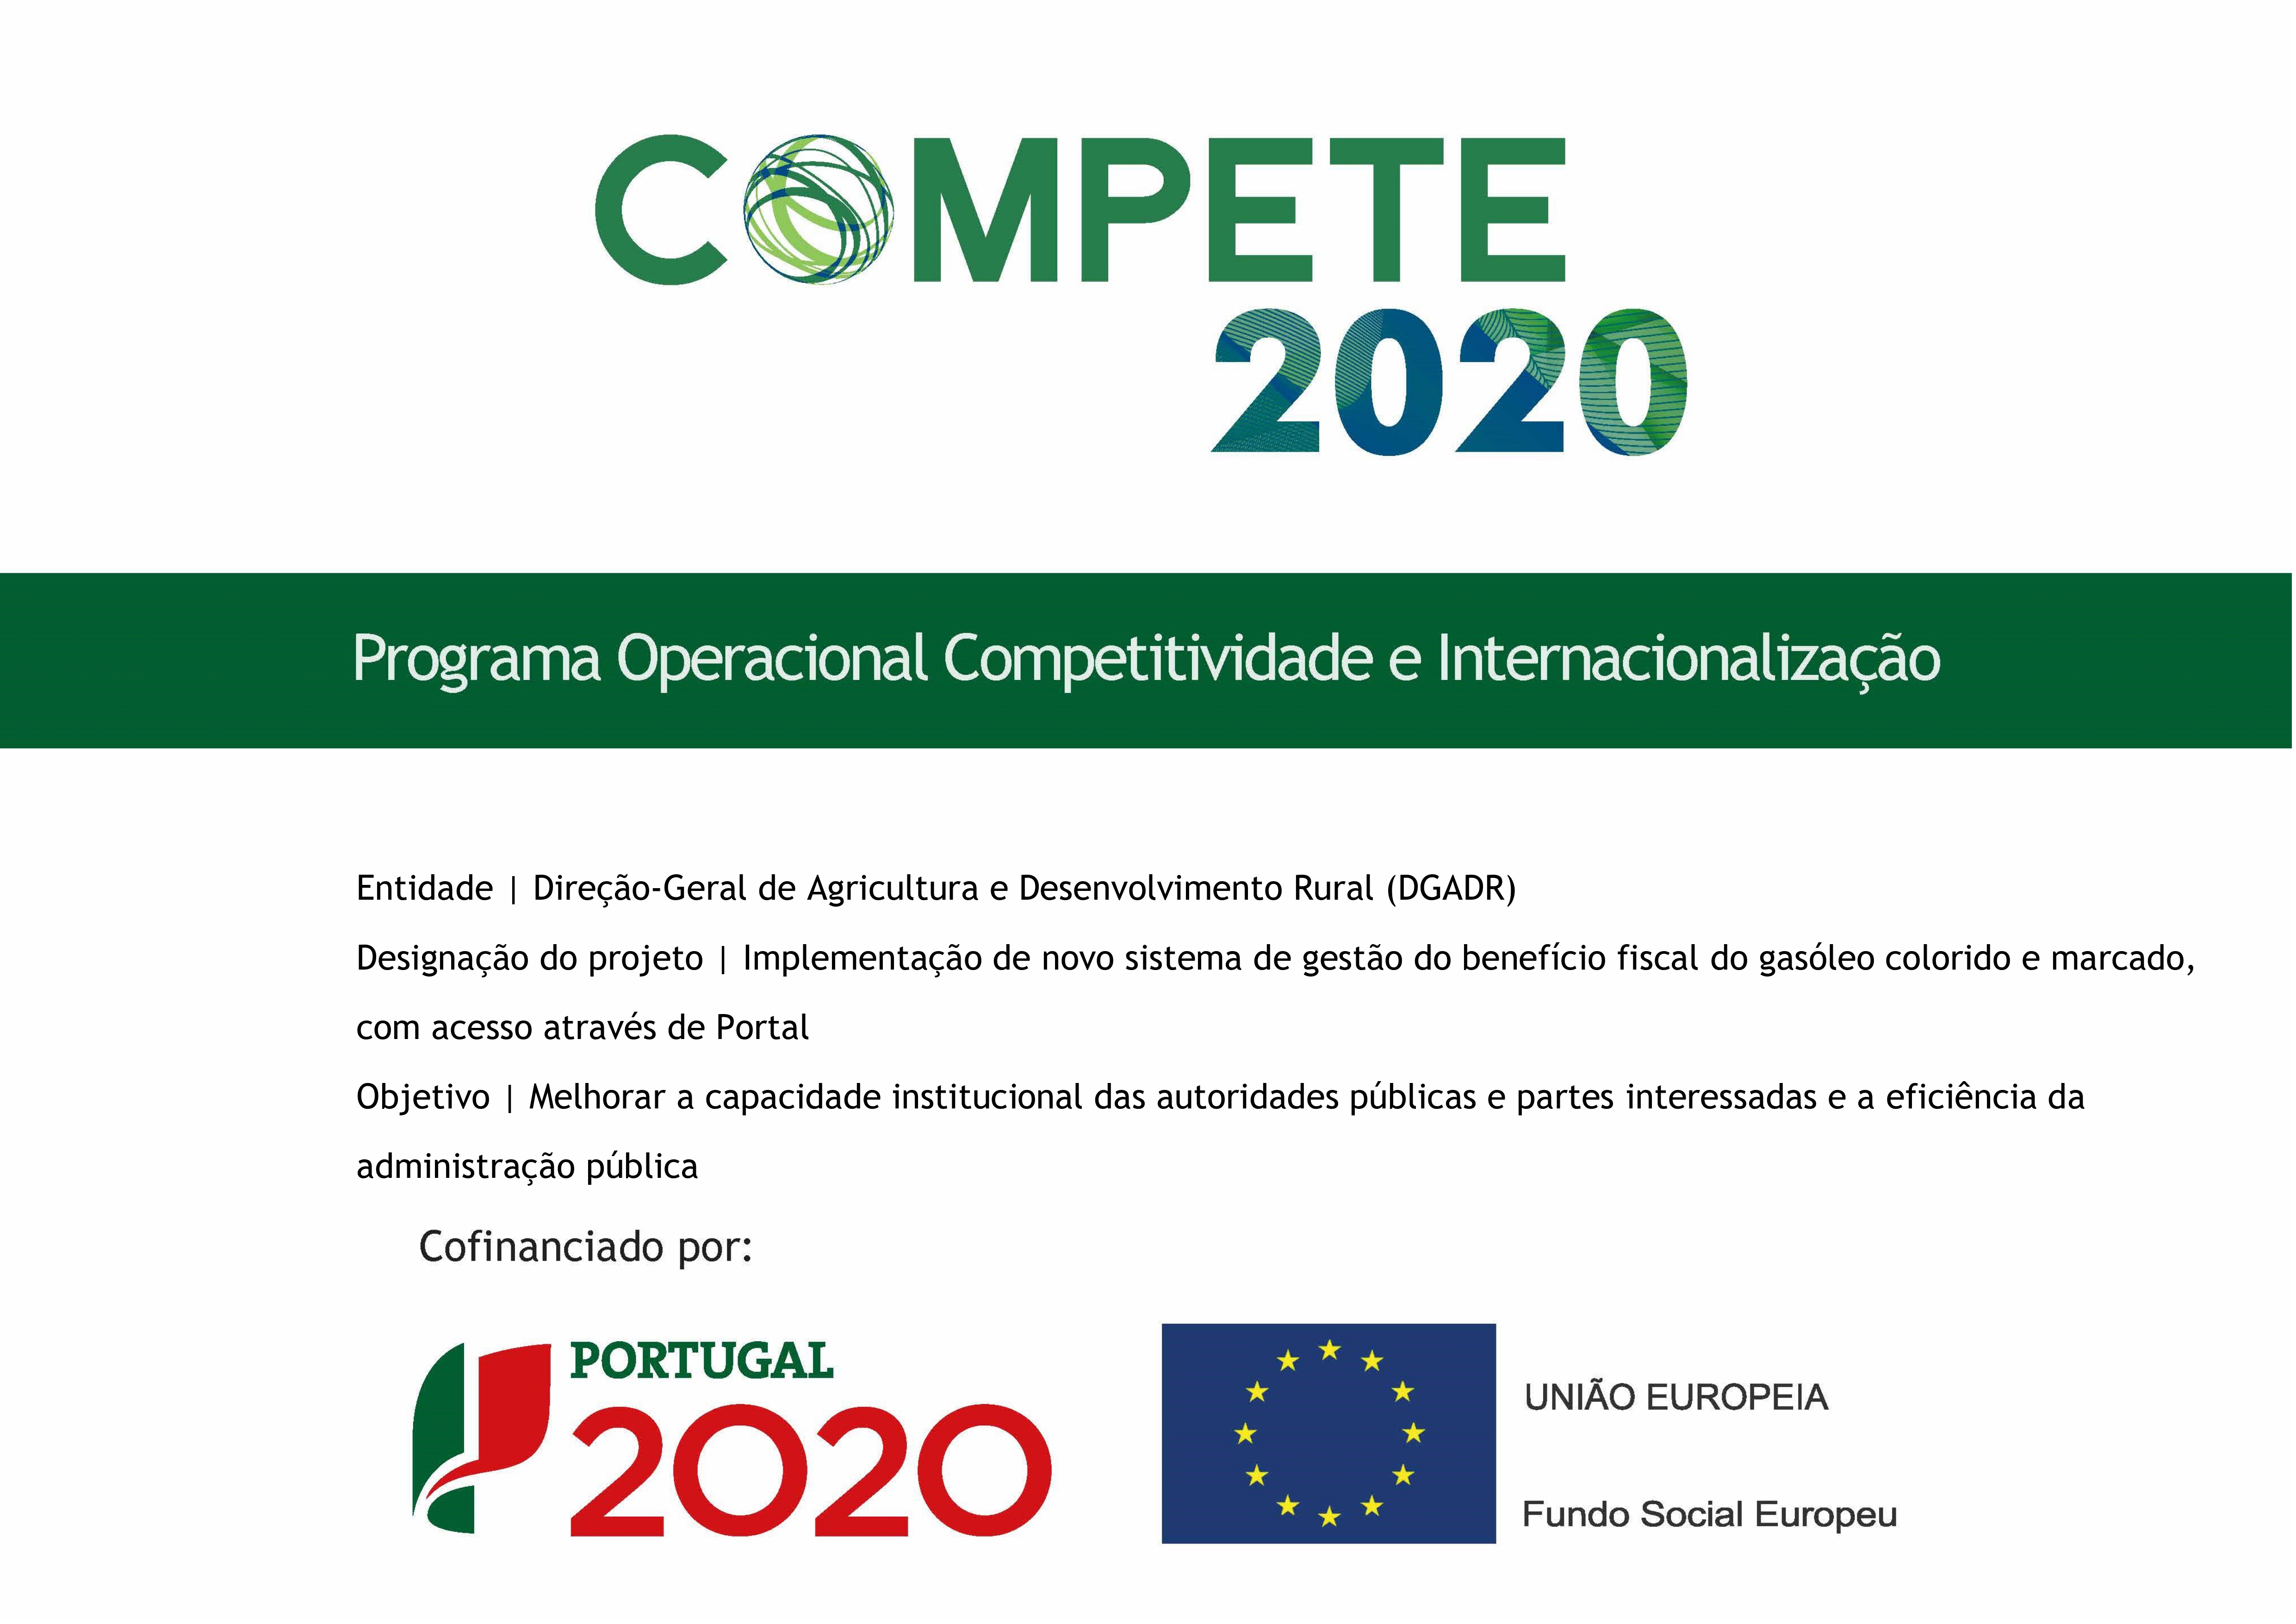 COMPETE
2020
Programa Operacional Competitividade e Internacionalização
Entidade | Direção-Geral de Agricultura e Desenvolvimento Rural (DGADR)
Designação do projeto | Implementação de novo sistema de gestão do benefício fiscal do gasóleo colorido e marcado,
com acesso através de Portal
Objetivo | Melhorar a capacidade institucional das autoridades públicas e partes interessadas e a eficiência da
administração pública
Cofinanciado por:
PORTUGAL
2020
UNIÃO EUROPEIA
Fundo Social Europeu